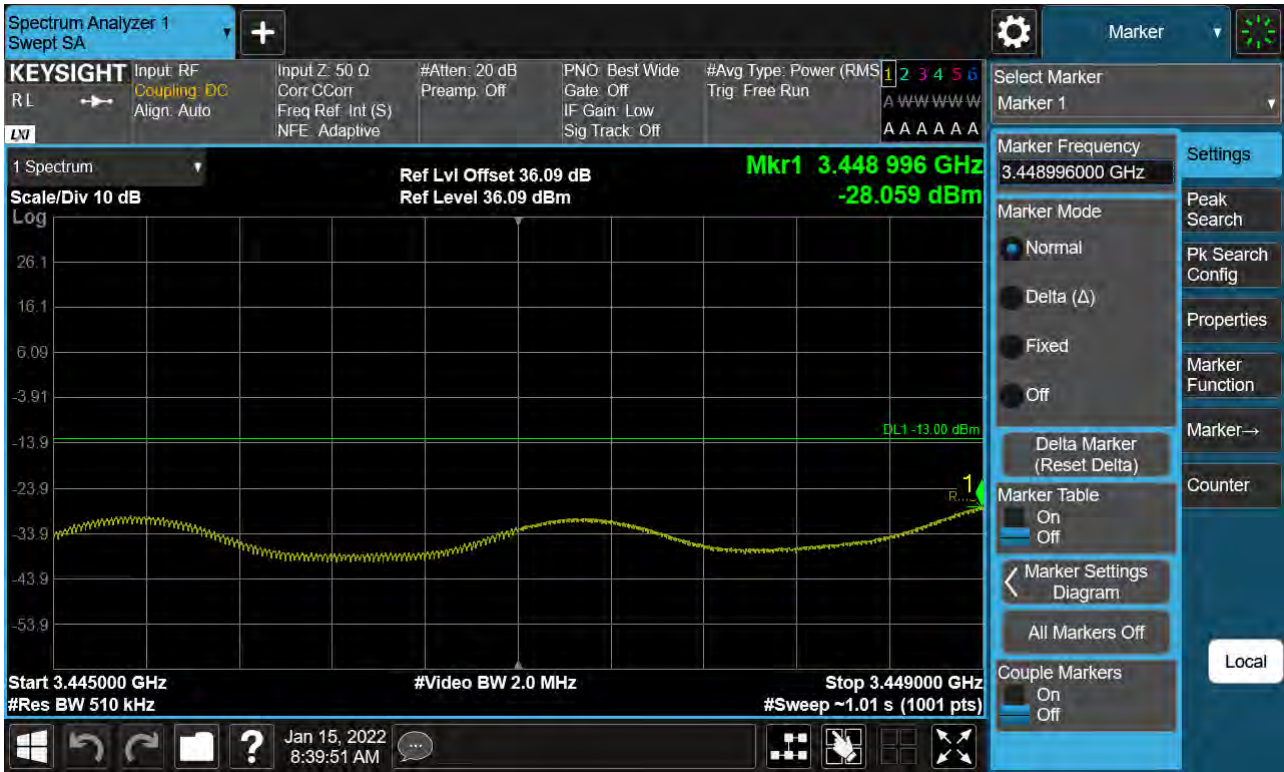 Spectrum Analyzer 1
Swept SA
+
Marker
KEYSIGHT
RL
LXI
Input: RF
Coupling: DC
Align: Auto
Input Z: 50 Ω
Corr CCorr
Freq Ref: Int (S)
NFE: Adaptive
#Atten: 20 dB
Preamp: Off
PNO: Best Wide
Gate: Off
IF Gain: Low
Sig Track: Off
#Avg Type: Power (RMS
Trig: Free Run
1 2 3 4 5 6
A W W W W W
A A A A A A
Select Marker
Marker 1
1 Spectrum
Scale/Div 10 dB
Log
Ref Lvl Offset 36.09 dB
Ref Level 36.09 dBm
Mkr1 3.448 996 GHz
-28.059 dBm
26.1
16.1
6.09
-3.91
-13.9
-23.9
-33.9
-43.9
-53.9
DL1 -13.00 dBm
1
Start 3.445000 GHz
#Res BW 510 kHz
#Video BW 2.0 MHz
Stop 3.449000 GHz
#Sweep ~1.01 s (1001 pts)
Marker Frequency
3.448996000 GHz
Marker Mode
Normal
Delta (Δ)
Fixed
Off
Delta Marker
(Reset Delta)
Marker Table
On
Off
Marker Settings
Diagram
All Markers Off
Couple Markers
On
Off
Settings
Peak
Search
Pk Search
Config
Properties
Marker
Function
Marker→
Counter
Local
?
Jan 15, 2022
8:39:51 AM